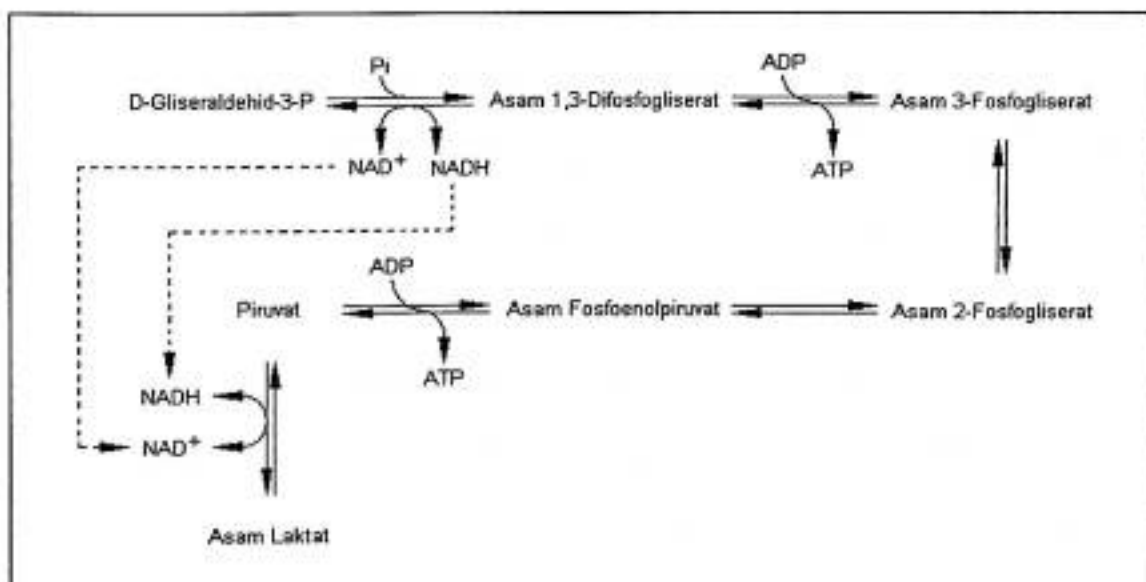 Pi
ADP
D-Gliseraldehid-3-P
Asam 1,3-Difosfogliserat
Asam 3-Fosfogliserat
NAD+
NADH
ATP
ADP
Piruvat
Asam Fosfoenolpiruvat
Asam 2-Fosfogliserat
ATP
NADH
NAD+
Asam Laktat